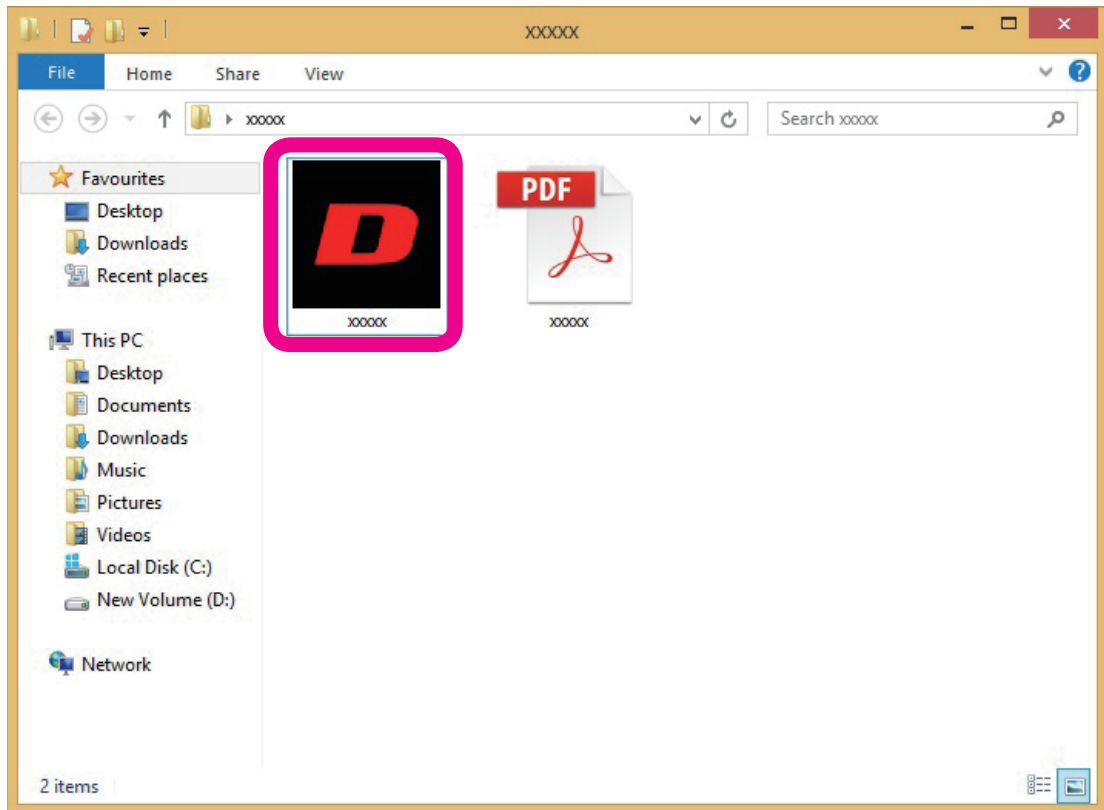 xxxxx
File Home Share View
xxxxx
Search xxxxx
Favourites
Desktop
Downloads
Recent places
This PC
Desktop
Documents
Downloads
Music
Pictures
Videos
Local Disk (C:)
New Volume (D:)
Network
D
xxxxx
PDF
xxxxx
2 items